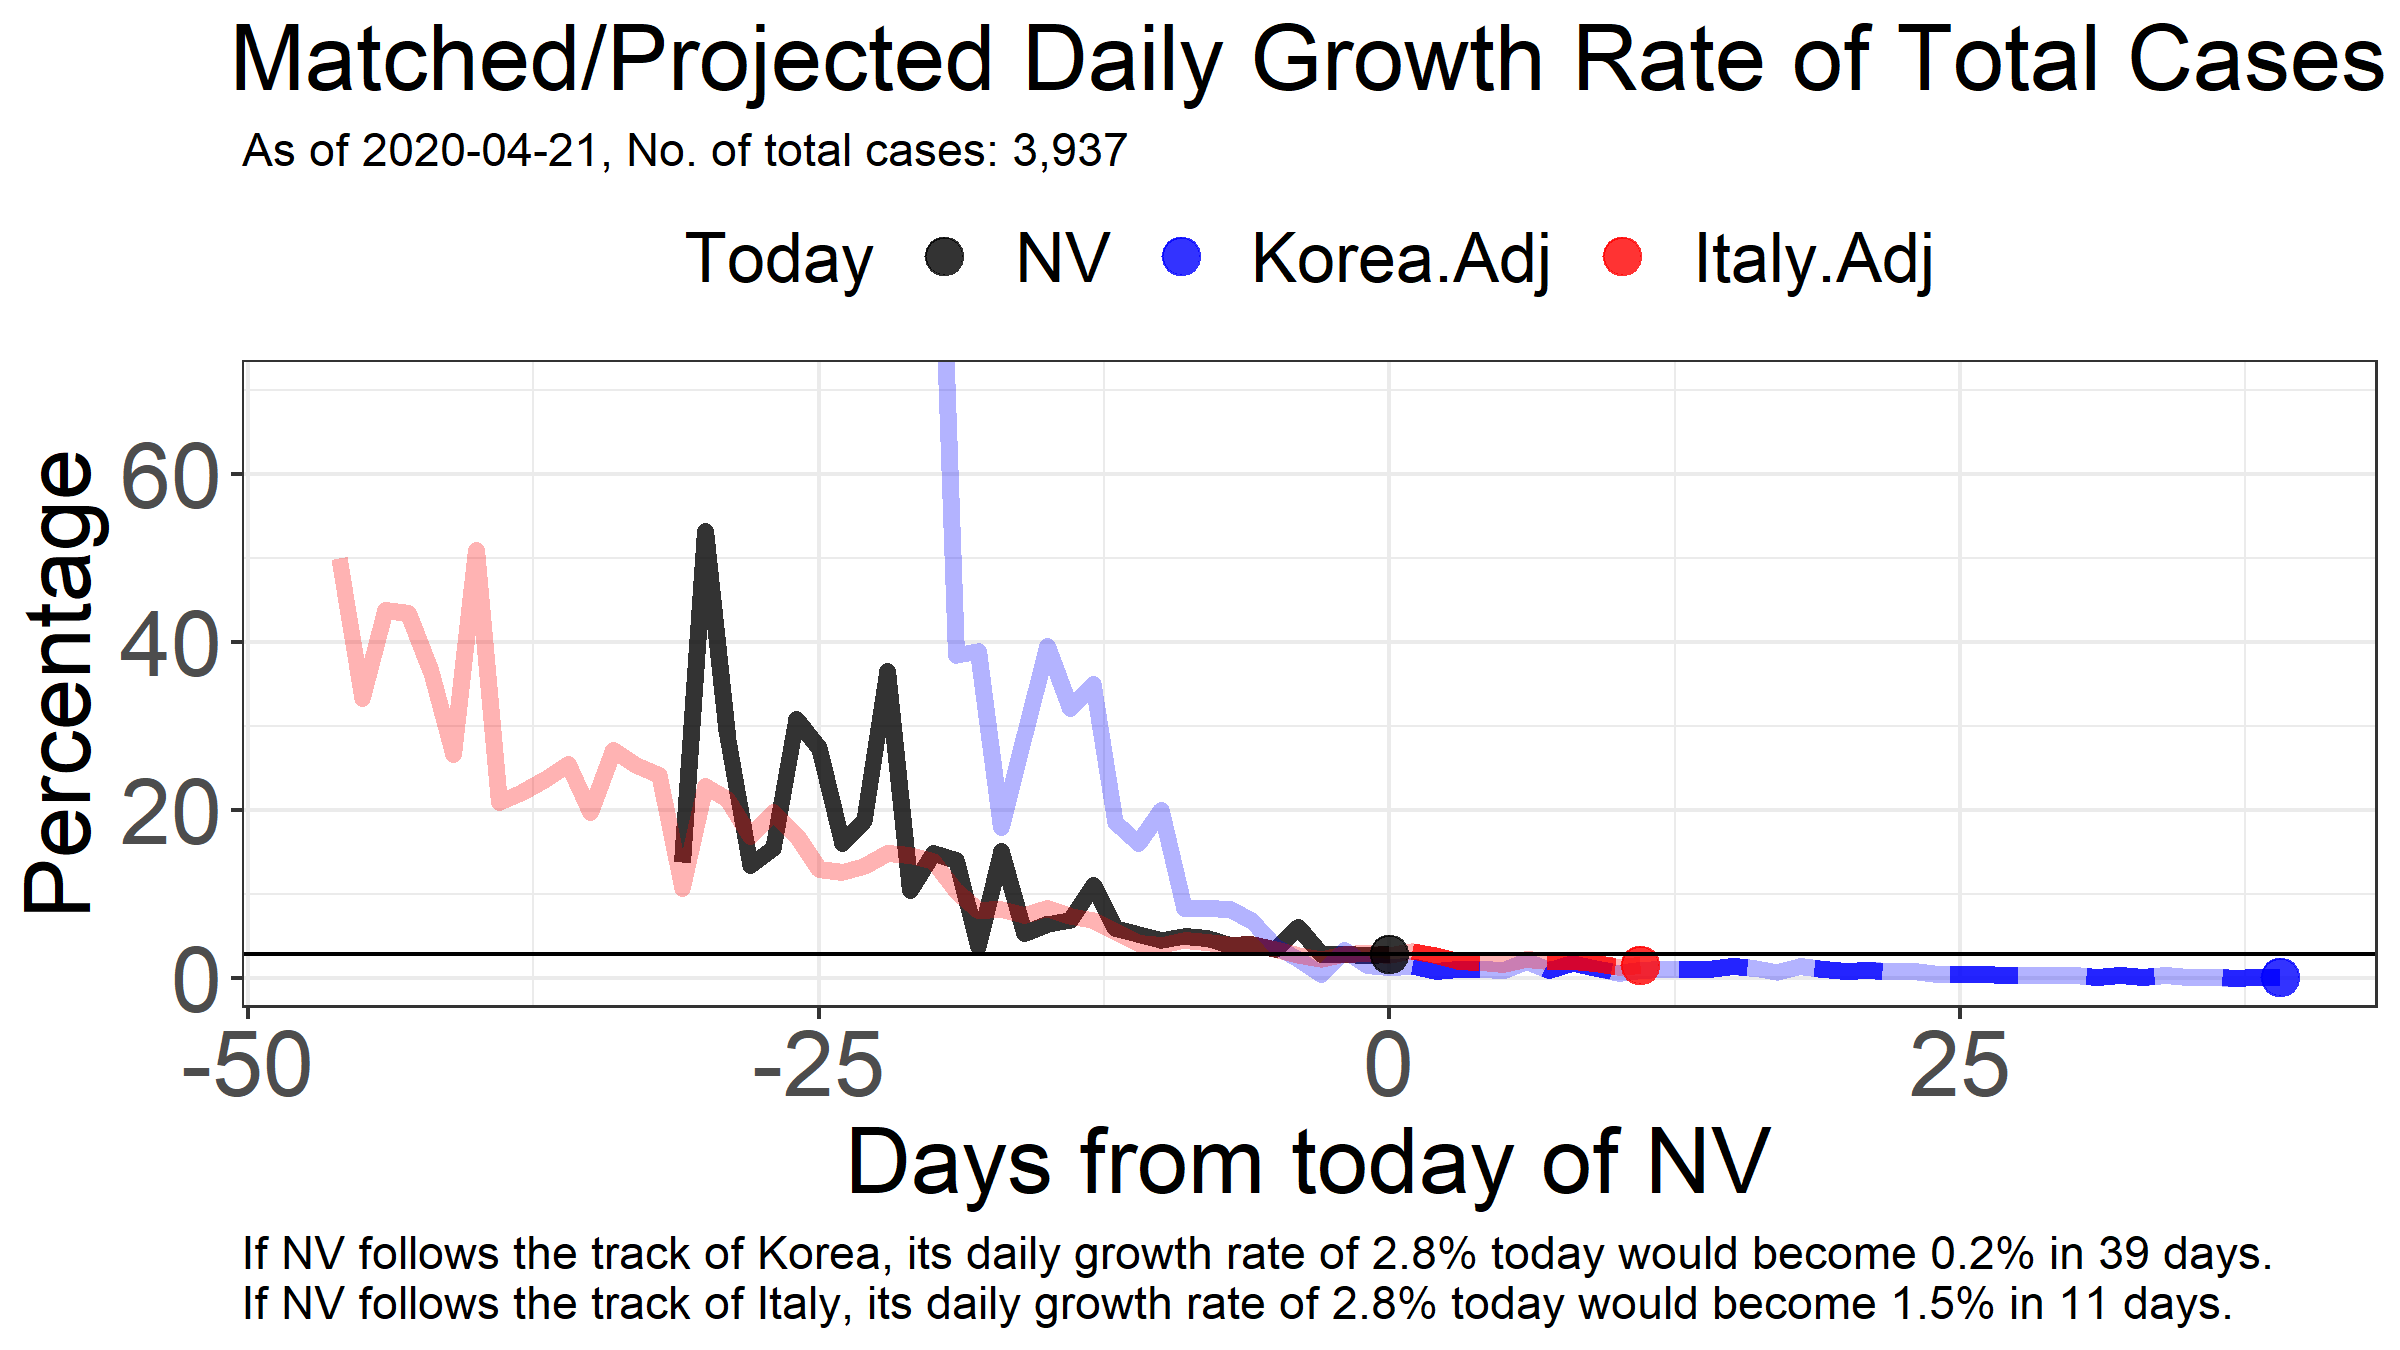 Matched/Projected Daily Growth Rate of Total Cases
As of 2020-04-21, No. of total cases: 3,937
Today NV Korea.Adj Italy.Adj
Percentage
60
40
20
0
-50 -25 0 25
Days from today of NV
If NV follows the track of Korea, its daily growth rate of 2.8% today would become 0.2% in 39 days.
If NV follows the track of Italy, its daily growth rate of 2.8% today would become 1.5% in 11 days.